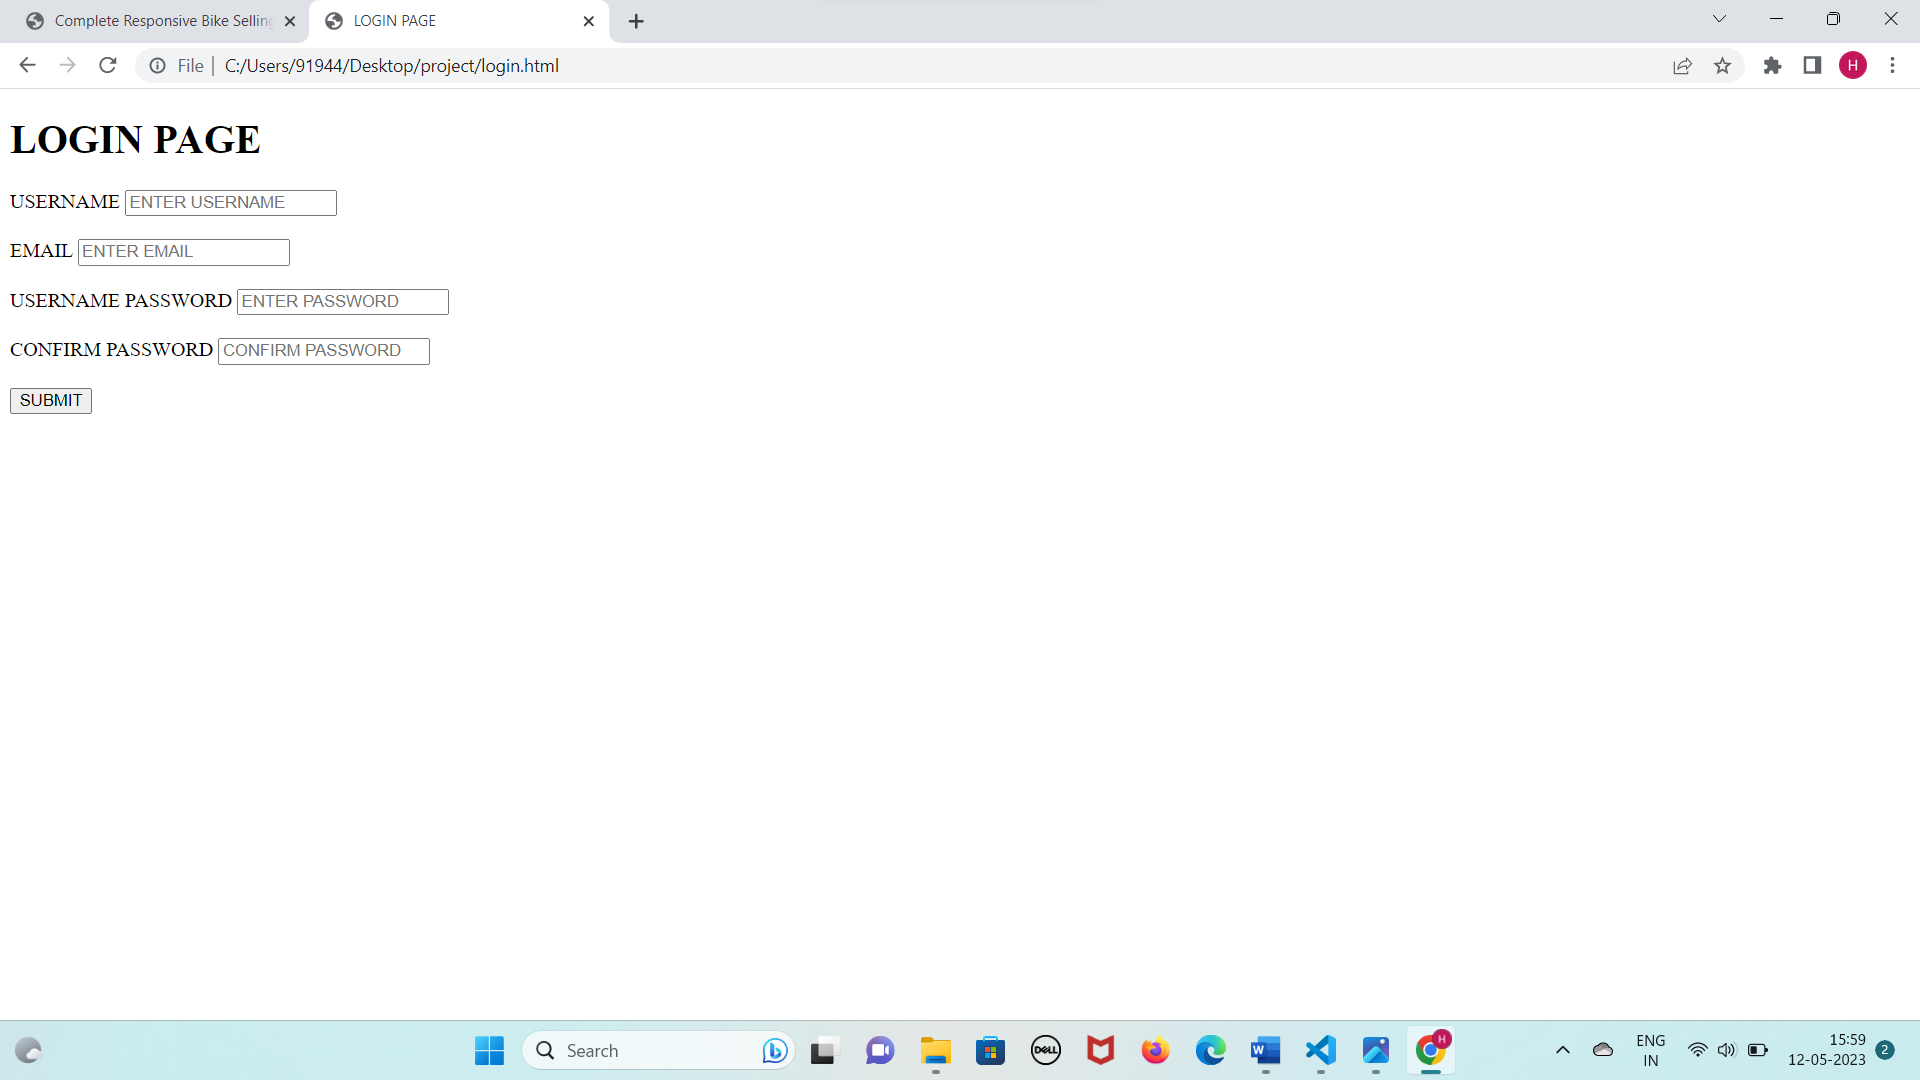 Complete Responsive Bike Selling
LOGIN PAGE
File
C:/Users/91944/Desktop/project/login.html
H
LOGIN PAGE
USERNAME ENTER USERNAME
EMAIL ENTER EMAIL
USERNAME PASSWORD ENTER PASSWORD
CONFIRM PASSWORD CONFIRM PASSWORD
SUBMIT
Search
DELL
W
H
ENG
IN
15:59
12-05-2023
2